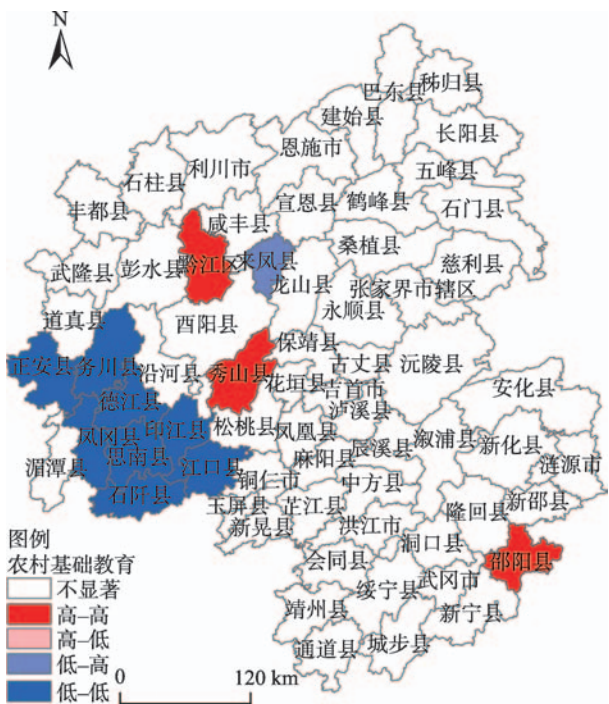 N
巴东县
秭归县
建始县
长阳县
恩施市
利川市
五峰县
石柱县
宣恩县
鹤峰县
石门县
丰都县
咸丰县
桑植县
慈利县
武隆县
彭水县
黔江区
来凤县
龙山县
张家界市辖区
永顺县
道真县
酉阳县
保靖县
正安县
务川县
沿河县
秀山县
花垣县
古丈县
沅陵县
吉首市
安化县
德江县
泸溪县
凤冈县
印江县
松桃县
凤凰县
辰溪县
溆浦县
新化县
湄潭县
思南县
江口县
麻阳县
涟源市
铜仁市
中方县
石阡县
玉屏县
芷江县
隆回县
新邵县
新晃县
洪江市
洞口县
邵阳县
会同县
武冈市
绥宁县
靖州县
新宁县
通道县
城步县
图例
农村基础教育
不显著
高–高
高–低
低–高
低–低
0 120 km